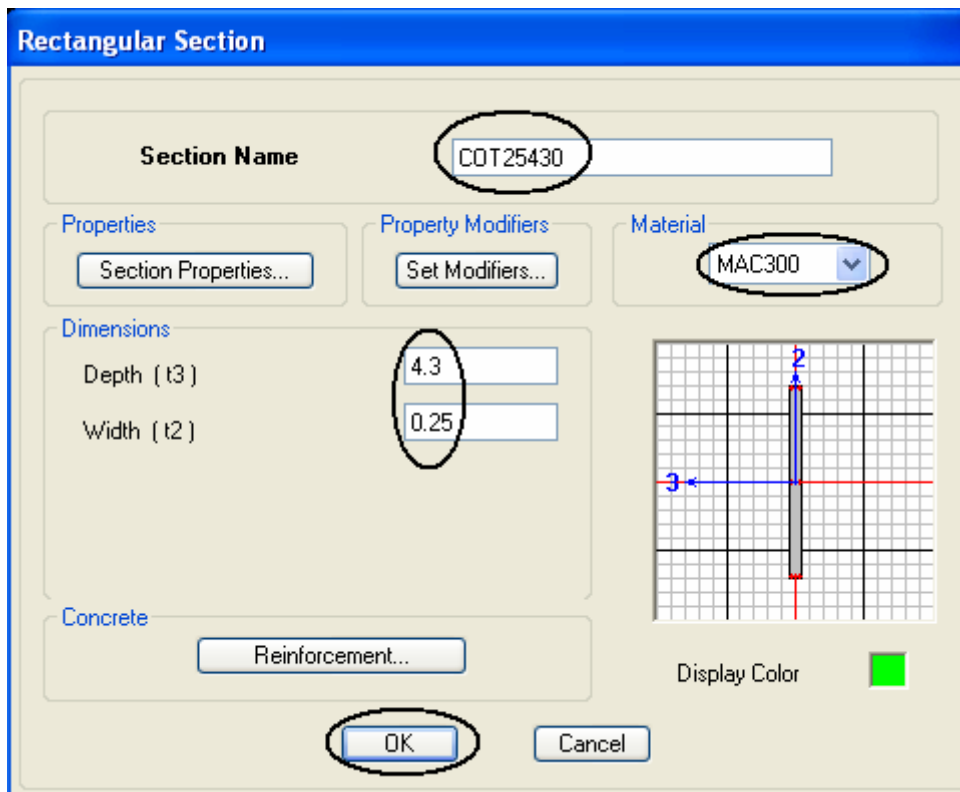 Rectangular Section
Section Name COT25430
Properties Property Modifiers Material
Section Properties... Set Modifiers... MAC300
Dimensions
Depth ( t3 ) 4.3
Width ( t2 ) 0.25
2
3
Concrete
Reinforcement...
Display Color
OK Cancel